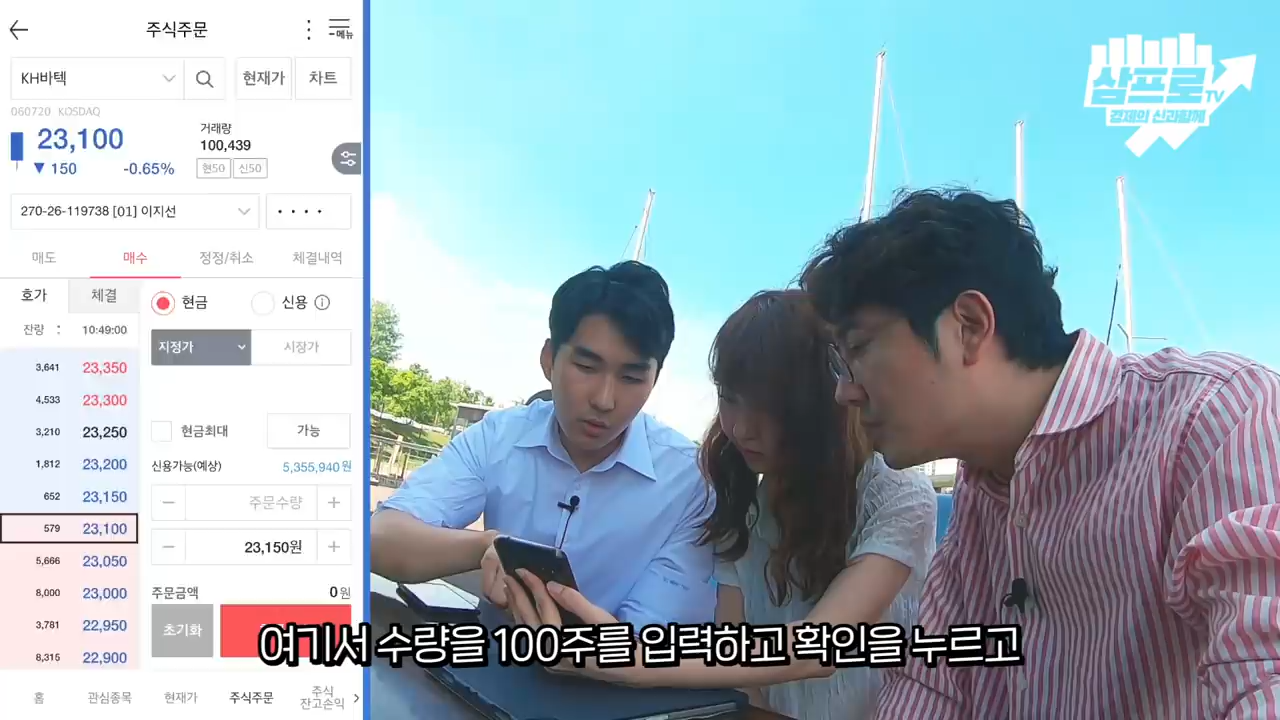 주식주문
메뉴
KH바텍
현재가
차트
060720 KOSDAQ
23,100
▼ 150 -0.65%
거래량
100,439
현50 신50
270-26-119738 [01] 이지선
매도 매수 정정/취소 체결내역
호가 체결
현금 신용
잔량 : 10:49:00
지정가 시장가
3,641 23,350
4,533 23,300
3,210 23,250
1,812 23,200
652 23,150
579 23,100
5,666 23,050
8,000 23,000
3,781 22,950
8,315 22,900
현금최대 가능
신용가능(예상) 5,355,940원
− 주문수량 +
− 23,150원 +
주문금액 0원
초기화
홈 관심종목 현재가 주식주문 주식 잔고손익
삼프로TV
경제의 신과함께
여기서 수량을 100주를 입력하고 확인을 누르고